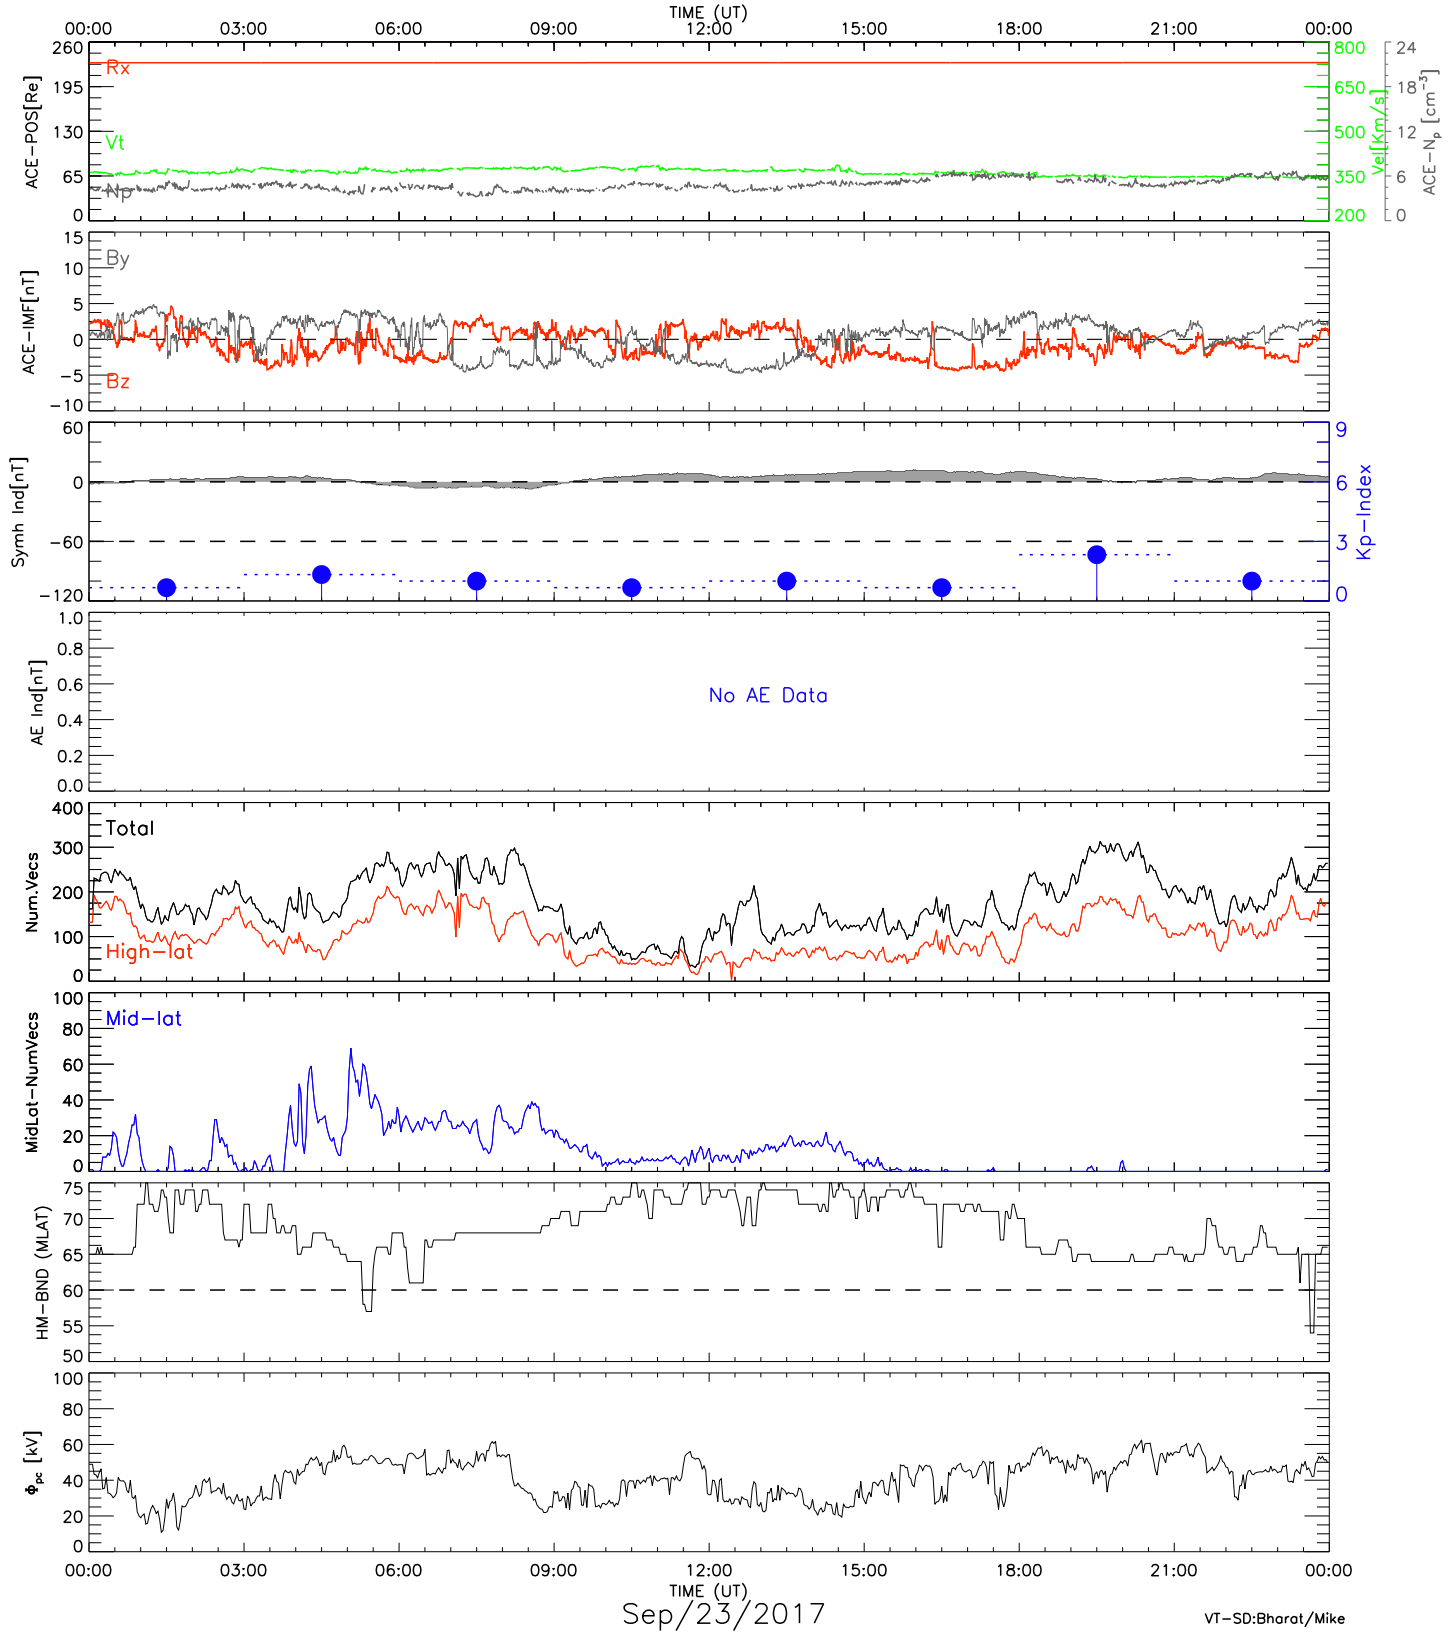 TIME (UT)
00:00 03:00 06:00 09:00 12:00 15:00 18:00 21:00 00:00
260 195 130 65 0
ACE-POS[Re]
Rx
Vt
Np
800 650 500 350 200
Vel[Km/s]
24 18 12 6 0
ACE-Np [cm-3]
15 10 5 0 -5 -10
ACE-IMF[nT]
By
Bz
60 0 -60 -120
Symh Ind[nT]
9 6 3 0
Kp-Index
1.0 0.8 0.6 0.4 0.2 0.0
AE Ind[nT]
No AE Data
400 300 200 100 0
Num.Vecs
Total
High-lat
100 80 60 40 20 0
MidLat-NumVecs
Mid-lat
75 70 65 60 55 50
HM-BND (MLAT)
100 80 60 40 20 0
Φpc [kV]
00:00 03:00 06:00 09:00 12:00 15:00 18:00 21:00 00:00
TIME (UT)
Sep/23/2017
VT-SD:Bharat/Mike